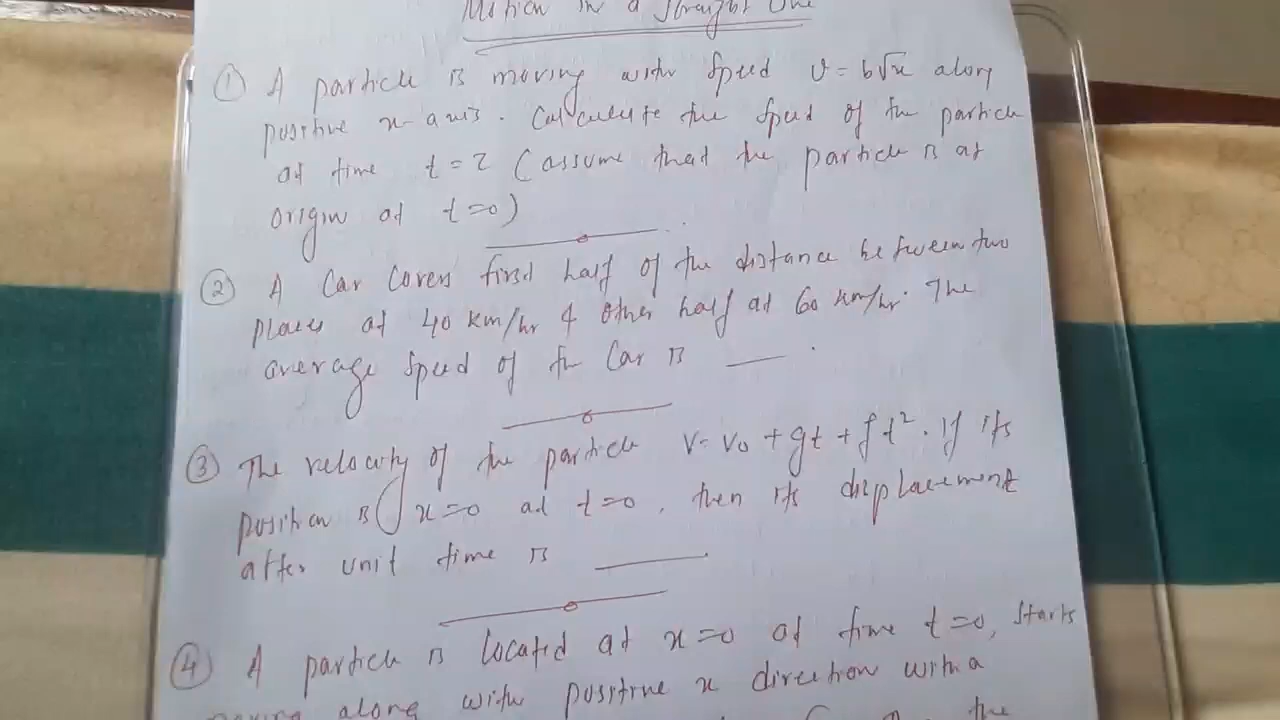 Motion in a straight line
① A particle is moving with speed v = b√x along
positive x-axis. Calculate the speed of the particle
at time t = 2 (assume that the particle is at
origin at t=0)
② A Car Covers first half of the distance between two
places at 40 km/hr & other half at 60 km/hr. The
average speed of the Car is ___.
③ The velocity of the particle v= v₀ + gt + ft². If its
position is x=0 at t=0, then its displacement
after unit time is ___
④ A particle is located at x=0 at time t=0, starts
moving along with positive x direction with a
the